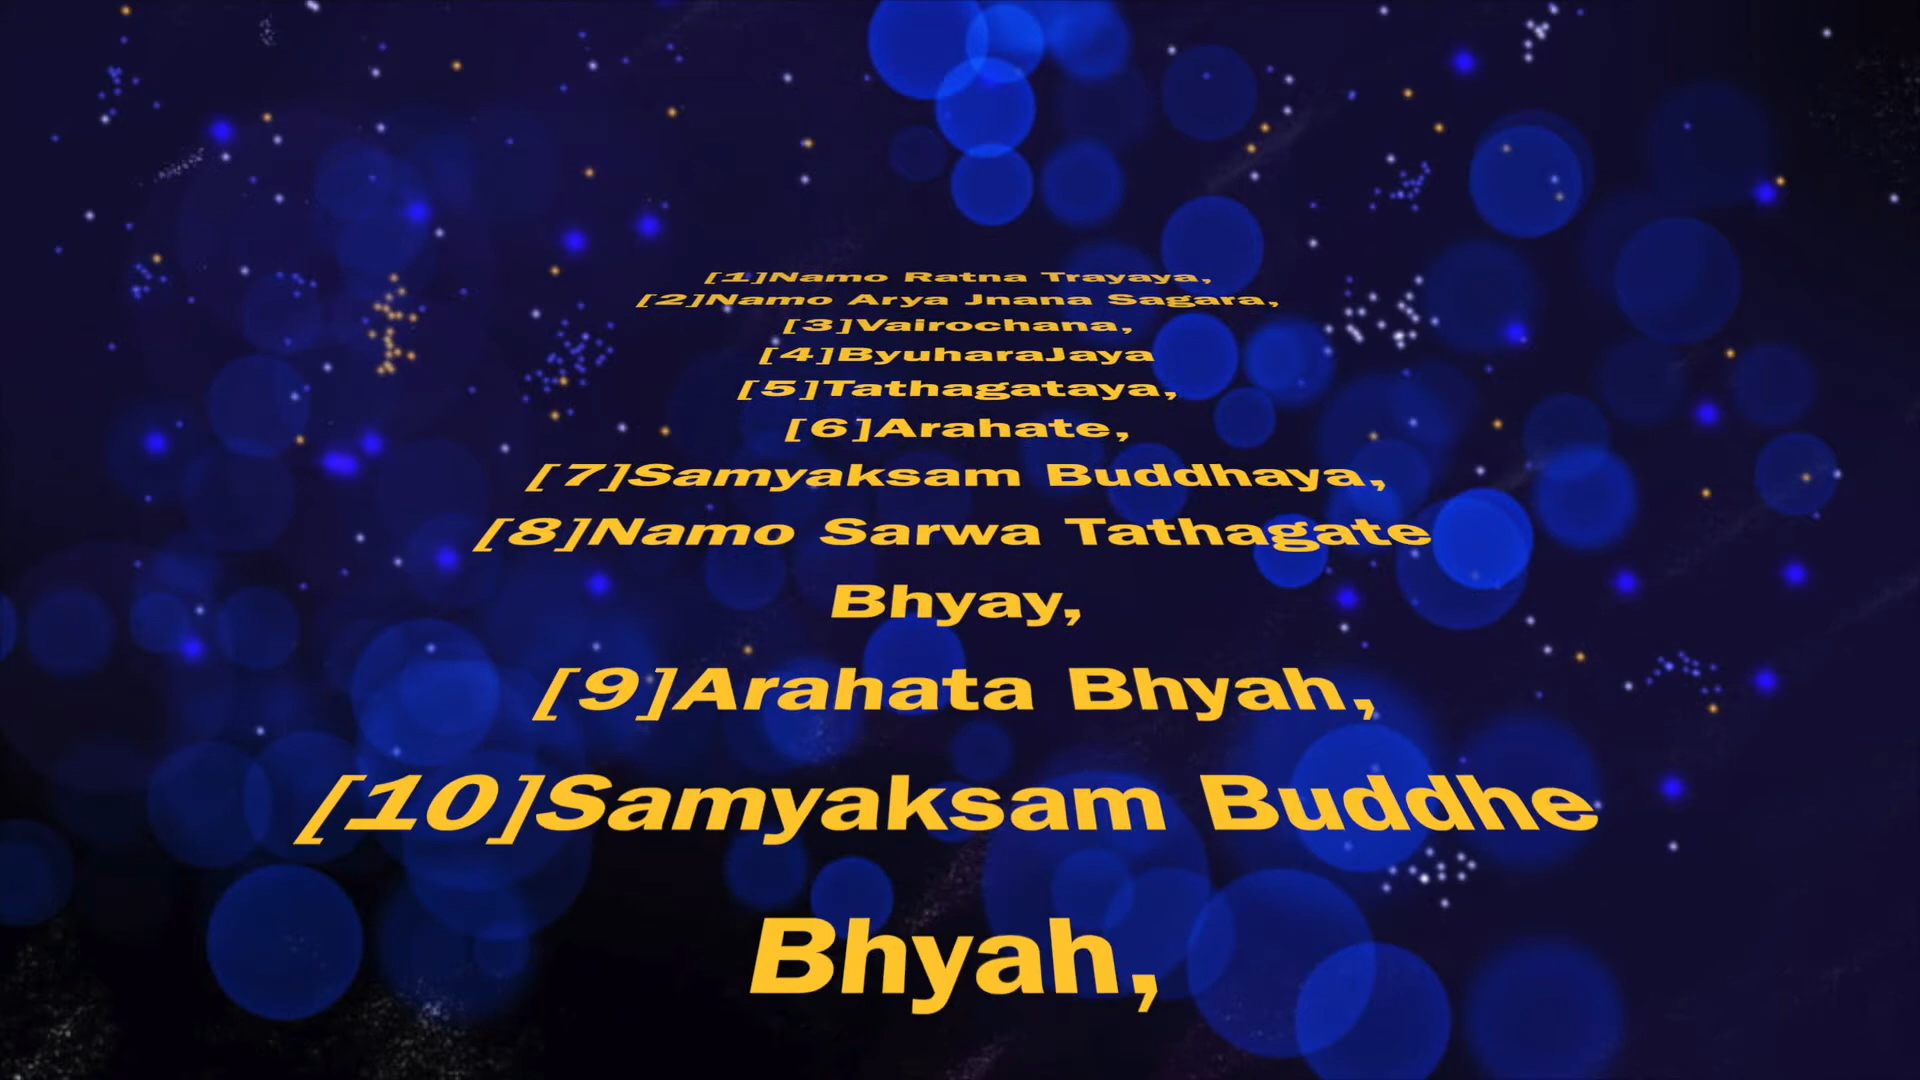 [1]Namo Ratna Trayaya,
[2]Namo Arya Jnana Sagara,
[3]Vairochana,
[4]ByuharaJaya
[5]Tathagataya,
[6]Arahate,
[7]Samyaksam Buddhaya,
[8]Namo Sarwa Tathagate
Bhyay,
[9]Arahata Bhyah,
[10]Samyaksam Buddhe
Bhyah,